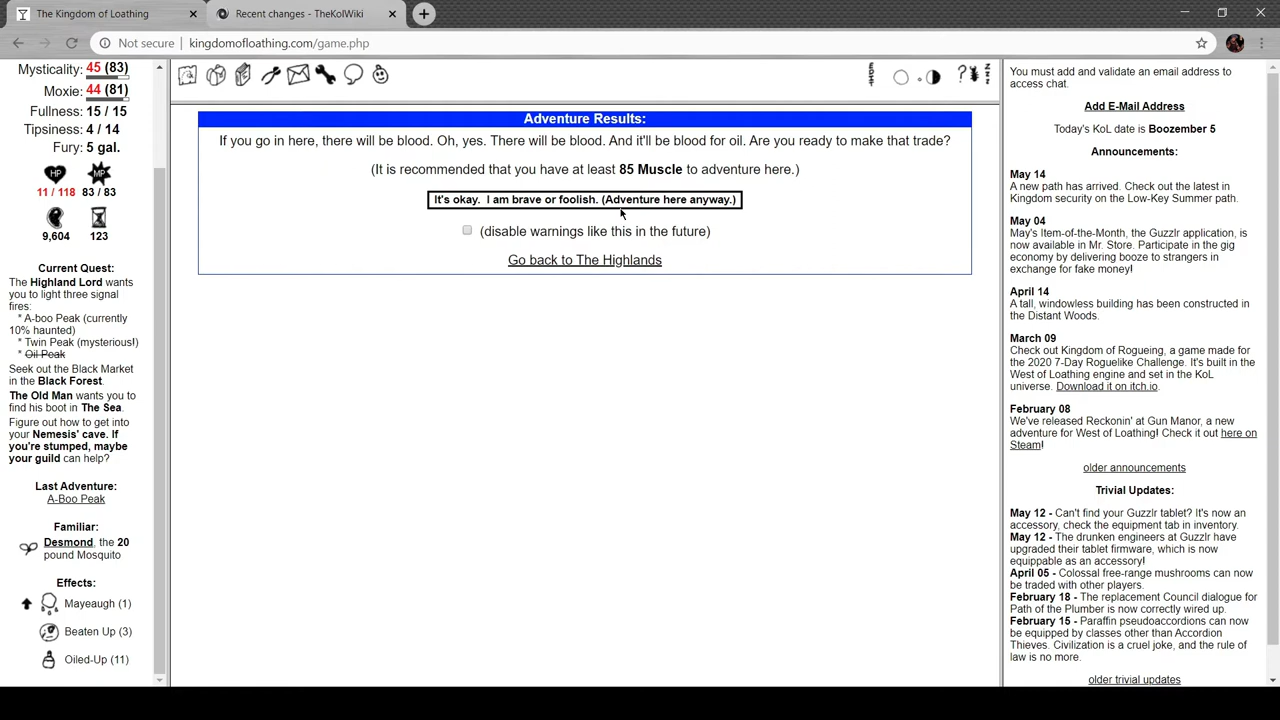 The Kingdom of Loathing
Recent changes - TheKolWiki
Not secure | kingdomofloathing.com/game.php
Mysticality: 45 (83)
Moxie: 44 (81)
Fullness: 15 / 15
Tipsiness: 4 / 14
Fury: 5 gal.
HP MP
11 / 118 83 / 83
9,604 123
Current Quest:
The Highland Lord wants
you to light three signal
fires:
* A-boo Peak (currently
10% haunted)
* Twin Peak (mysterious!)
* Oil Peak
Seek out the Black Market
in the Black Forest.
The Old Man wants you to
find his boot in The Sea.
Figure out how to get into
your Nemesis' cave. If
you're stumped, maybe
your guild can help?
Last Adventure:
A-Boo Peak
Familiar:
Desmond, the 20
pound Mosquito
Effects:
Mayeaugh (1)
Beaten Up (3)
Oiled-Up (11)
Adventure Results:
If you go in here, there will be blood. Oh, yes. There will be blood. And it'll be blood for oil. Are you ready to make that trade?
(It is recommended that you have at least 85 Muscle to adventure here.)
It's okay. I am brave or foolish. (Adventure here anyway.)
(disable warnings like this in the future)
Go back to The Highlands
You must add and validate an email address to
access chat.
Add E-Mail Address
Today's KoL date is Boozember 5
Announcements:
May 14
A new path has arrived. Check out the latest in
Kingdom security on the Low-Key Summer path.
May 04
May's Item-of-the-Month, the Guzzlr application, is
now available in Mr. Store. Participate in the gig
economy by delivering booze to strangers in
exchange for fake money!
April 14
A tall, windowless building has been constructed in
the Distant Woods.
March 09
Check out Kingdom of Rogueing, a game made for
the 2020 7-Day Roguelike Challenge. It's built in the
West of Loathing engine and set in the KoL
universe. Download it on itch.io.
February 08
We've released Reckonin' at Gun Manor, a new
adventure for West of Loathing! Check it out here on
Steam!
older announcements
Trivial Updates:
May 12 - Can't find your Guzzlr tablet? It's now an
accessory, check the equipment tab in inventory.
May 12 - The drunken engineers at Guzzlr have
upgraded their tablet firmware, which is now
equippable as an accessory!
April 05 - Colossal free-range mushrooms can now
be traded with other players.
February 18 - The replacement Council dialogue for
Path of the Plumber is now correctly wired up.
February 15 - Paraffin pseudoaccordions can now
be equipped by classes other than Accordion
Thieves. Civilization is a cruel joke, and the rule of
law is no more.
older trivial updates